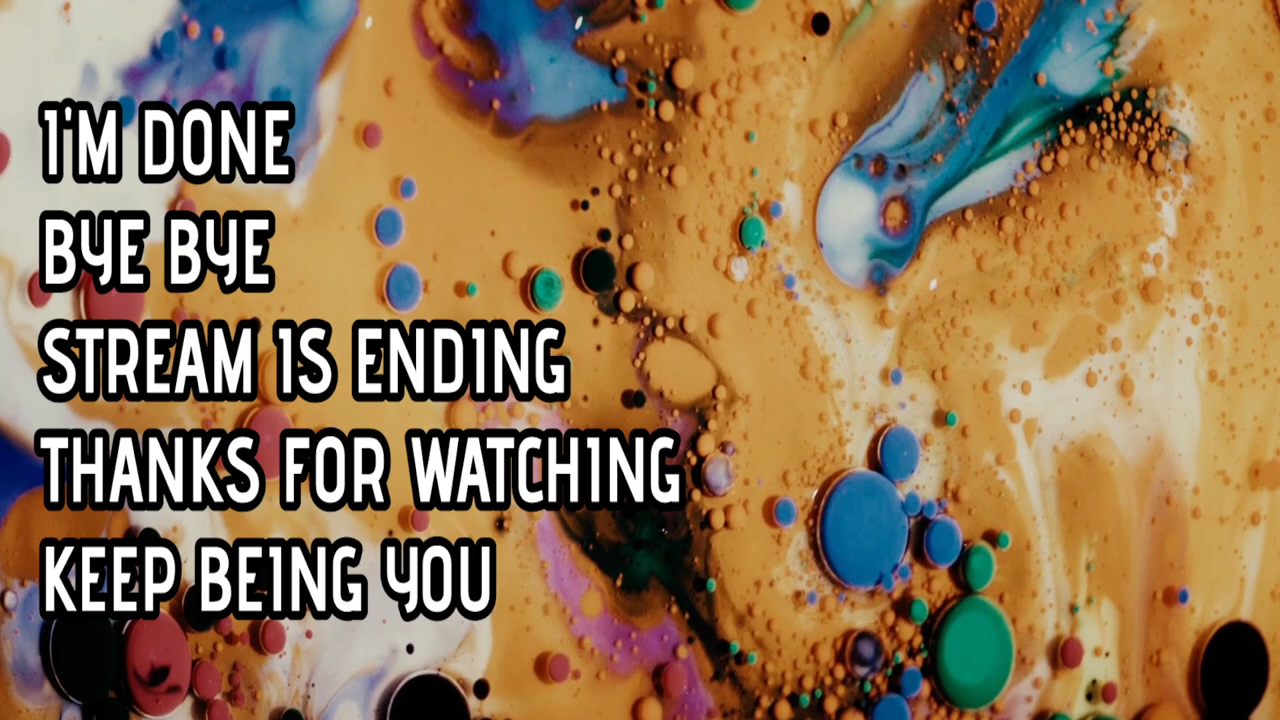 I'M DONE
BYE BYE
STREAM IS ENDING
THANKS FOR WATCHING
KEEP BEING YOU